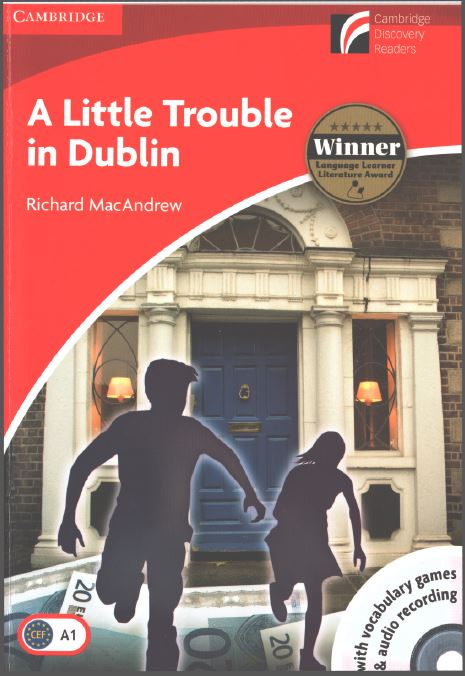 CAMBRIDGE
Cambridge
Discovery
Readers
A Little Trouble
in Dublin
Winner
Language Learner
Literature Award
Richard MacAndrew
20 E
20
20 E
with vocabulary games
& audio recording
CEF
A1